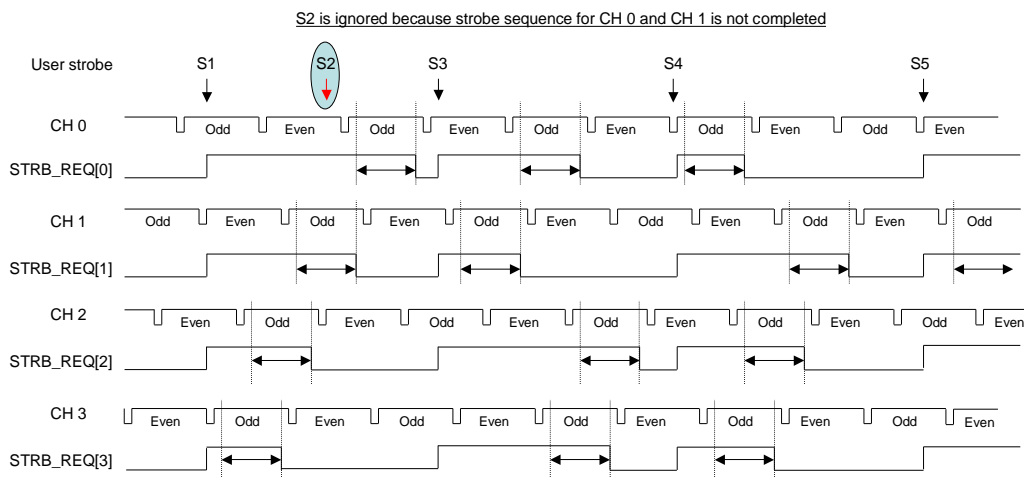 S2 is ignored because strobe sequence for CH 0 and CH 1 is not completed
User strobe S1 S2 S3 S4 S5
CH 0 Odd Even Odd Even Odd Even Odd Even Odd Even
STRB_REQ[0]
CH 1 Odd Even Odd Even Odd Even Odd Even Odd Even Odd
STRB_REQ[1]
CH 2 Even Odd Even Odd Even Odd Even Odd Even Odd Even
STRB_REQ[2]
CH 3 Even Odd Even Odd Even Odd Even Odd Even Odd Even
STRB_REQ[3]